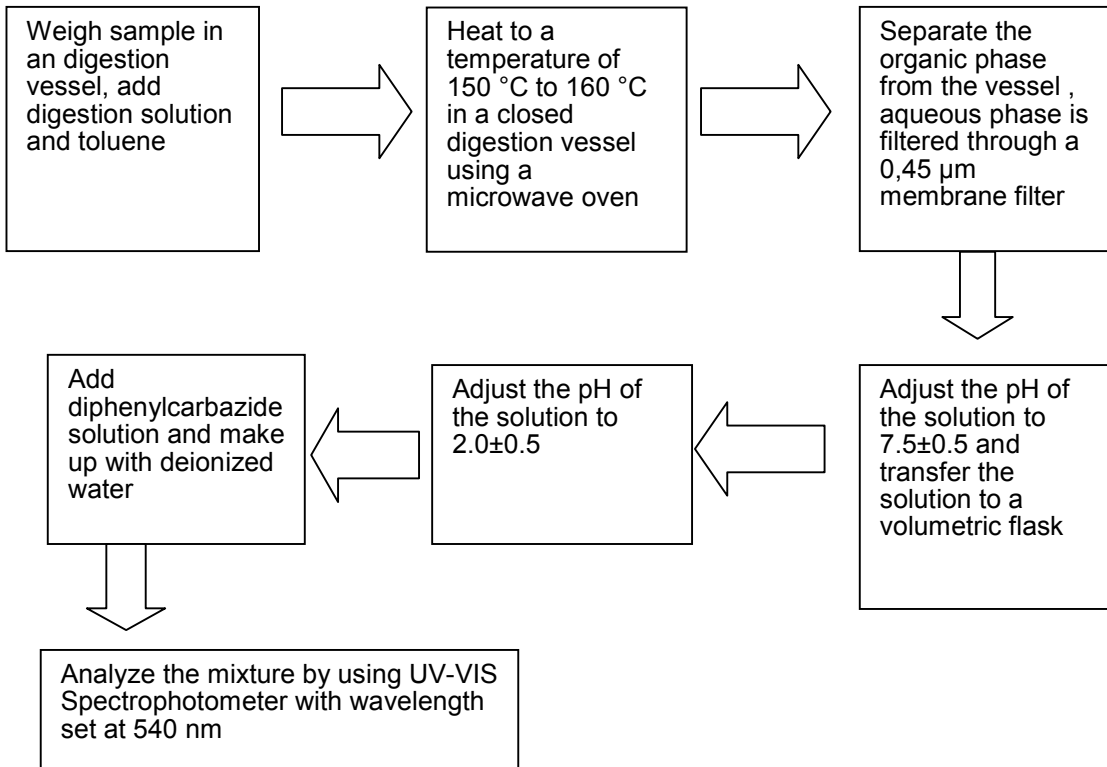 Weigh sample in
an digestion
vessel, add
digestion solution
and toluene
Heat to a
temperature of
150 °C to 160 °C
in a closed
digestion vessel
using a
microwave oven
Separate the
organic phase
from the vessel ,
aqueous phase is
filtered through a
0,45 µm
membrane filter
Adjust the pH of
the solution to
7.5±0.5 and
transfer the
solution to a
volumetric flask
Adjust the pH of
the solution to
2.0±0.5
Add
diphenylcarbazide
solution and make
up with deionized
water
Analyze the mixture by using UV-VIS
Spectrophotometer with wavelength
set at 540 nm